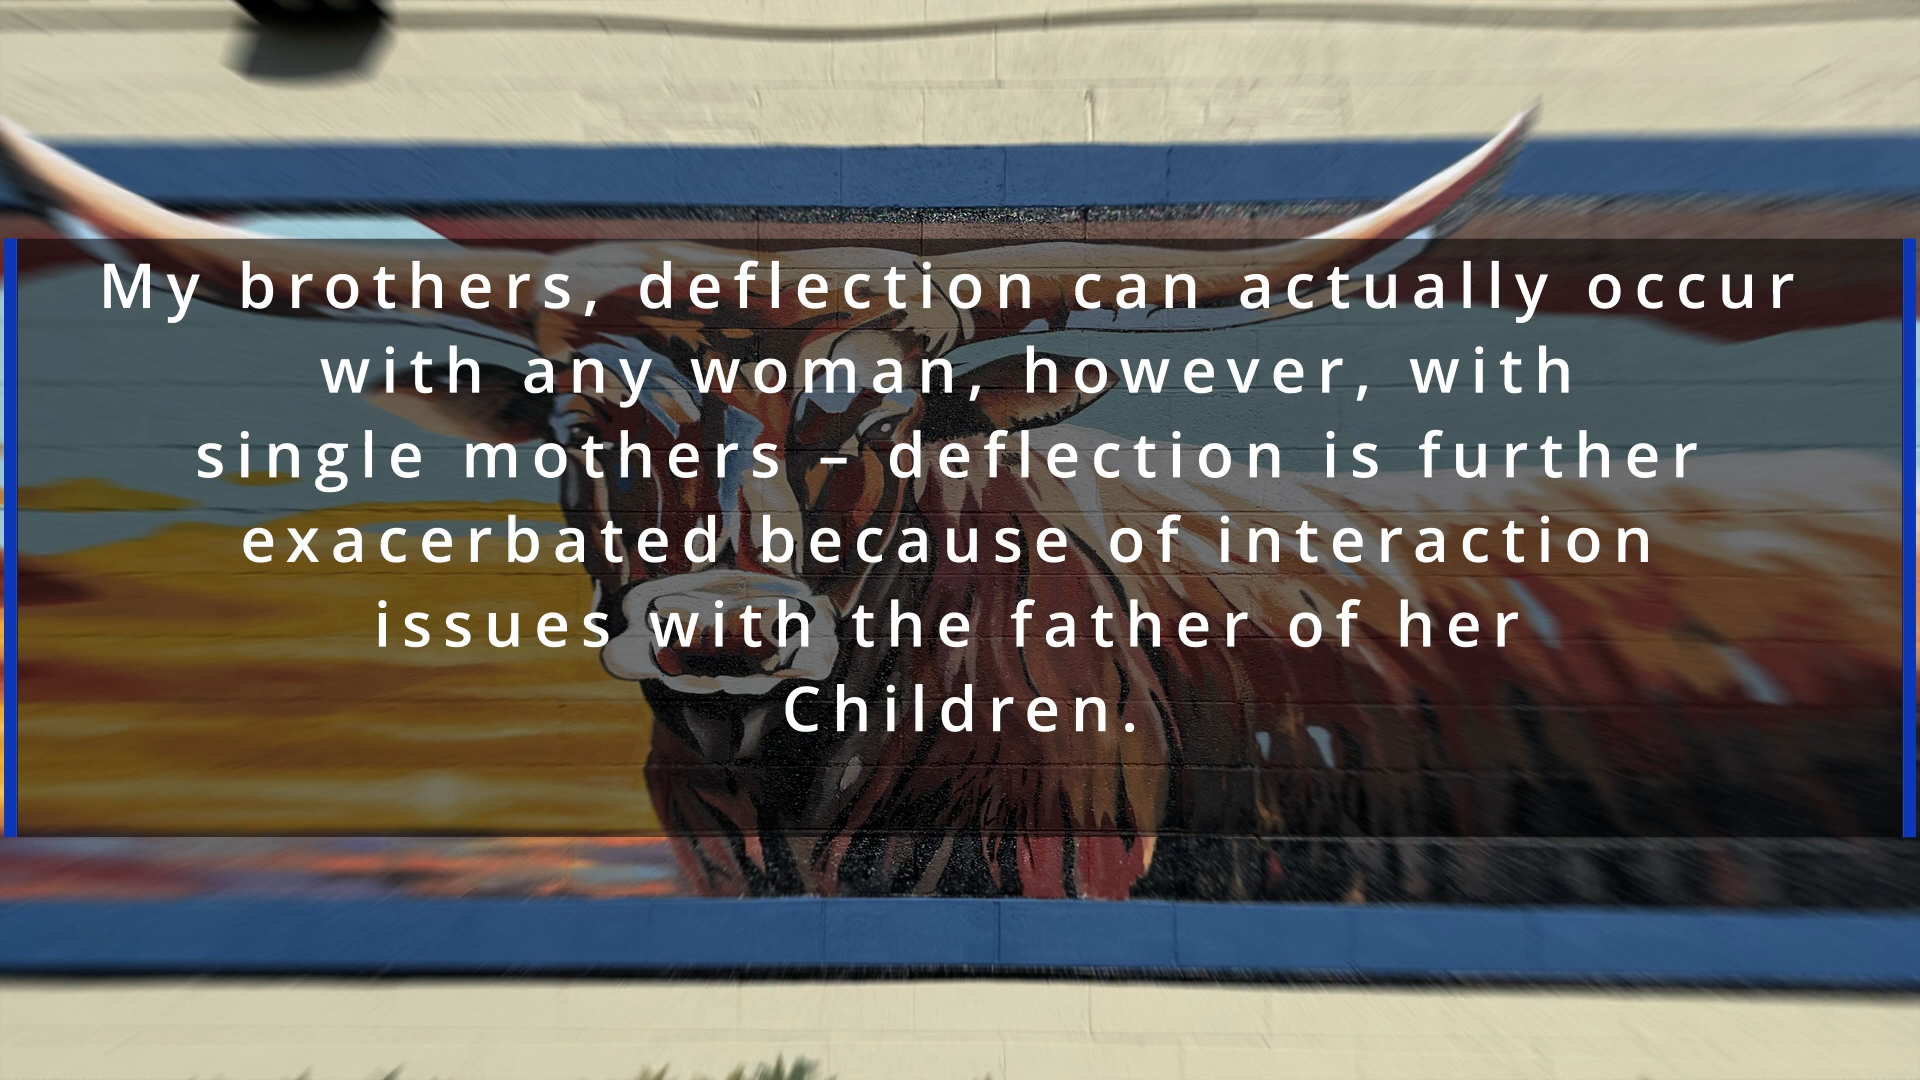 My brothers, deflection can actually occur
with any woman, however, with
single mothers – deflection is further
exacerbated because of interaction
issues with the father of her
Children.